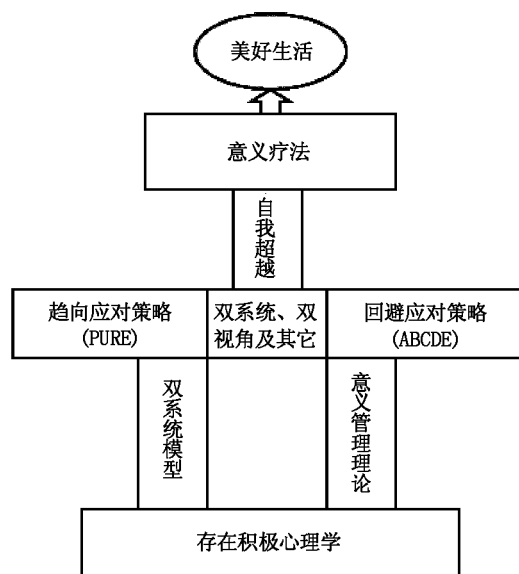 美好生活
意义疗法
自我超越
趋向应对策略
(PURE)
双系统、双
视角及其它
回避应对策略
(ABCDE)
双系统模型
意义管理理论
存在积极心理学